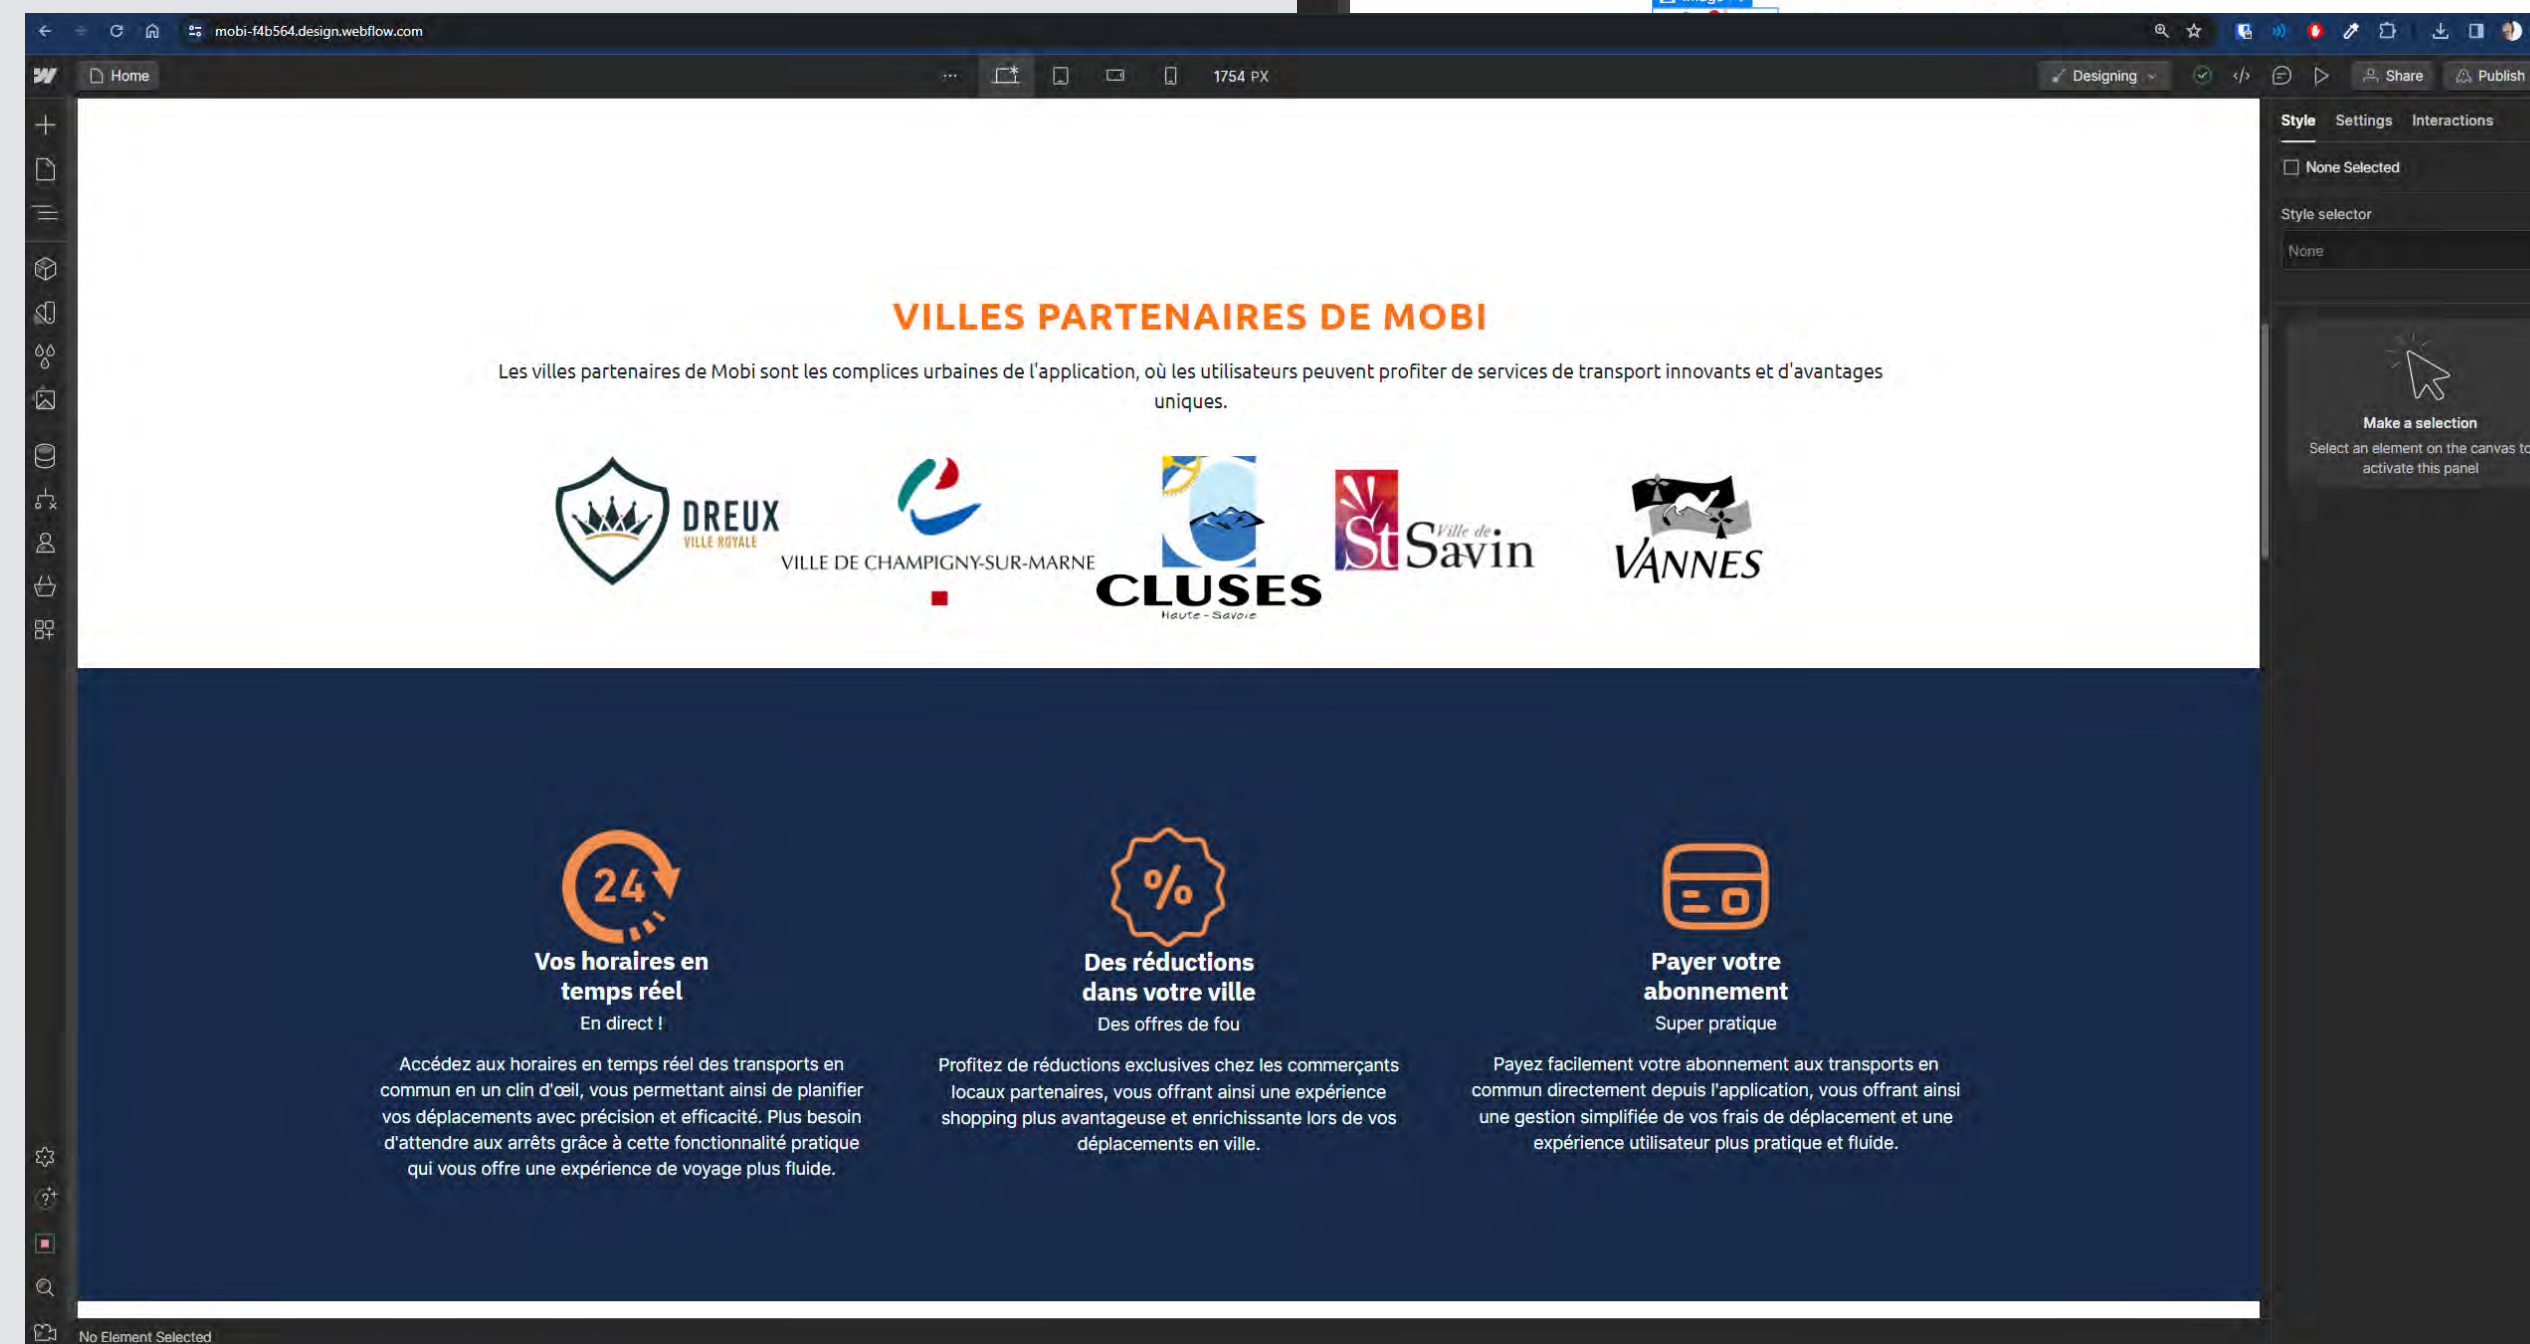 Image
mobi-f4b564.design.webflow.com
Home
1754 PX
Designing
Share
Publish
Style Settings Interactions
None Selected
Style selector
None
Make a selection
Select an element on the canvas to
activate this panel
VILLES PARTENAIRES DE MOBI
Les villes partenaires de Mobi sont les complices urbaines de l'application, où les utilisateurs peuvent profiter de services de transport innovants et d'avantages
uniques.
DREUX
VILLE ROYALE
VILLE DE CHAMPIGNY-SUR-MARNE
CLUSES
Haute-Savoie
St
Ville de
Savin
VANNES
24
Vos horaires en
temps réel
En direct !
Accédez aux horaires en temps réel des transports en
commun en un clin d'œil, vous permettant ainsi de planifier
vos déplacements avec précision et efficacité. Plus besoin
d'attendre aux arrêts grâce à cette fonctionnalité pratique
qui vous offre une expérience de voyage plus fluide.
%
Des réductions
dans votre ville
Des offres de fou
Profitez de réductions exclusives chez les commerçants
locaux partenaires, vous offrant ainsi une expérience
shopping plus avantageuse et enrichissante lors de vos
déplacements en ville.
Payer votre
abonnement
Super pratique
Payez facilement votre abonnement aux transports en
commun directement depuis l'application, vous offrant ainsi
une gestion simplifiée de vos frais de déplacement et une
expérience utilisateur plus pratique et fluide.
No Element Selected